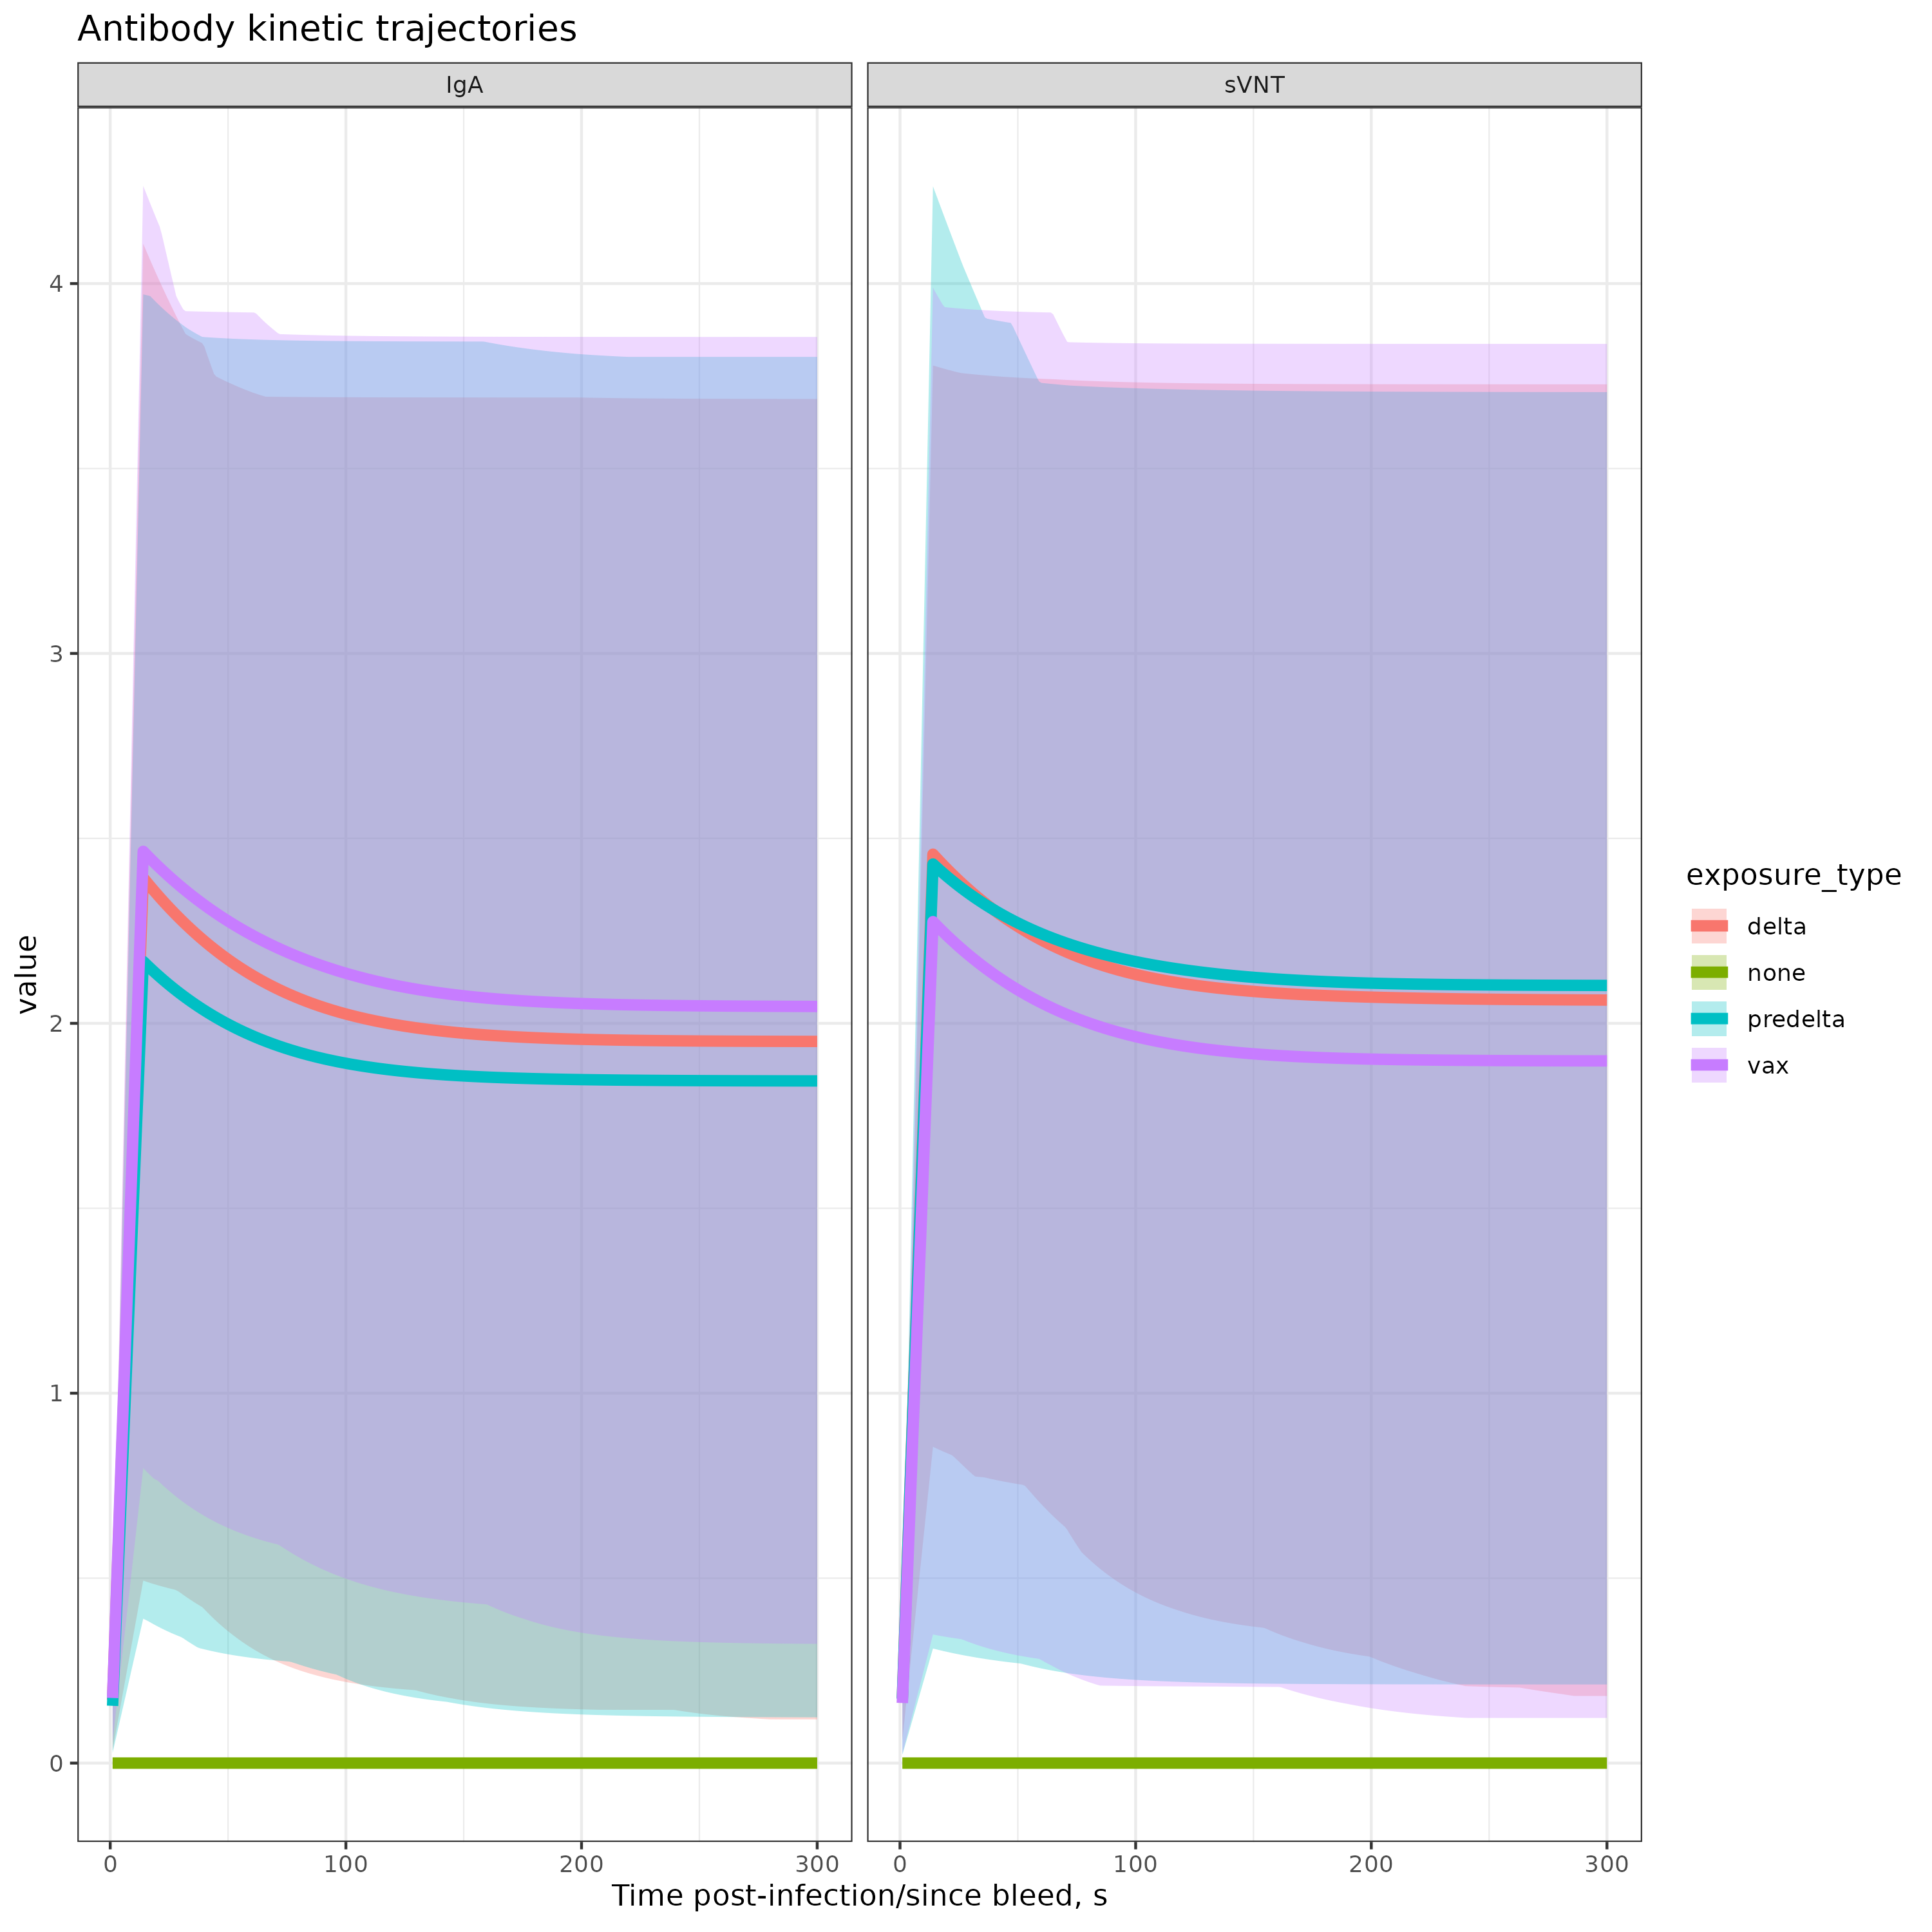 Antibody kinetic trajectories
IgA
sVNT
value
4
3
2
1
0
0 100 200 300
0 100 200 300
Time post-infection/since bleed, s
exposure_type
delta
none
predelta
vax